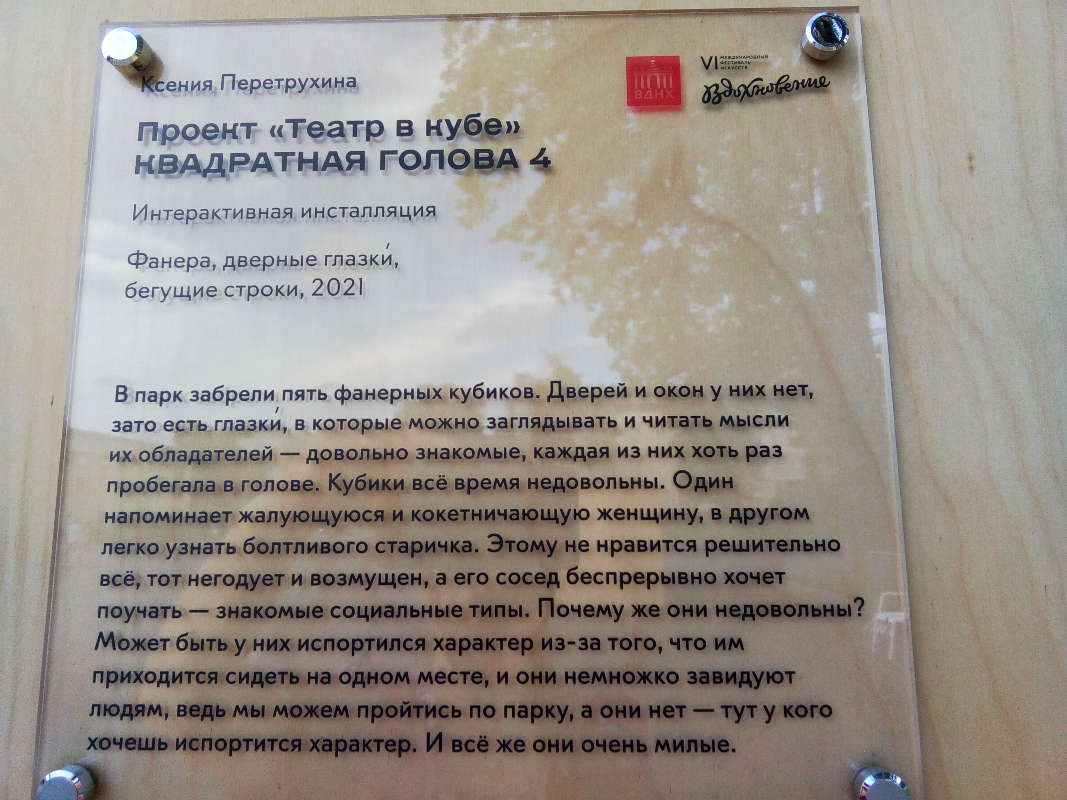 Ксения Перетрухина
Проект «Театр в кубе»
КВАДРАТНАЯ ГОЛОВА 4
Интерактивная инсталляция
Фанера, дверные глазки́,
бегущие строки, 2021
ВДНХ
VI МЕЖДУНАРОДНЫЙ
ФЕСТИВАЛЬ
ИСКУССТВ
Вдохновение
В парк забрели пять фанерных кубиков. Дверей и окон у них нет,
зато есть глазки́, в которые можно заглядывать и читать мысли
их обладателей — довольно знакомые, каждая из них хоть раз
пробегала в голове. Кубики всё время недовольны. Один
напоминает жалующуюся и кокетничающую женщину, в другом
легко узнать болтливого старичка. Этому не нравится решительно
всё, тот негодует и возмущен, а его сосед беспрерывно хочет
поучать — знакомые социальные типы. Почему же они недовольны?
Может быть у них испортился характер из-за того, что им
приходится сидеть на одном месте, и они немножко завидуют
людям, ведь мы можем пройтись по парку, а они нет — тут у кого
хочешь испортится характер. И всё же они очень милые.